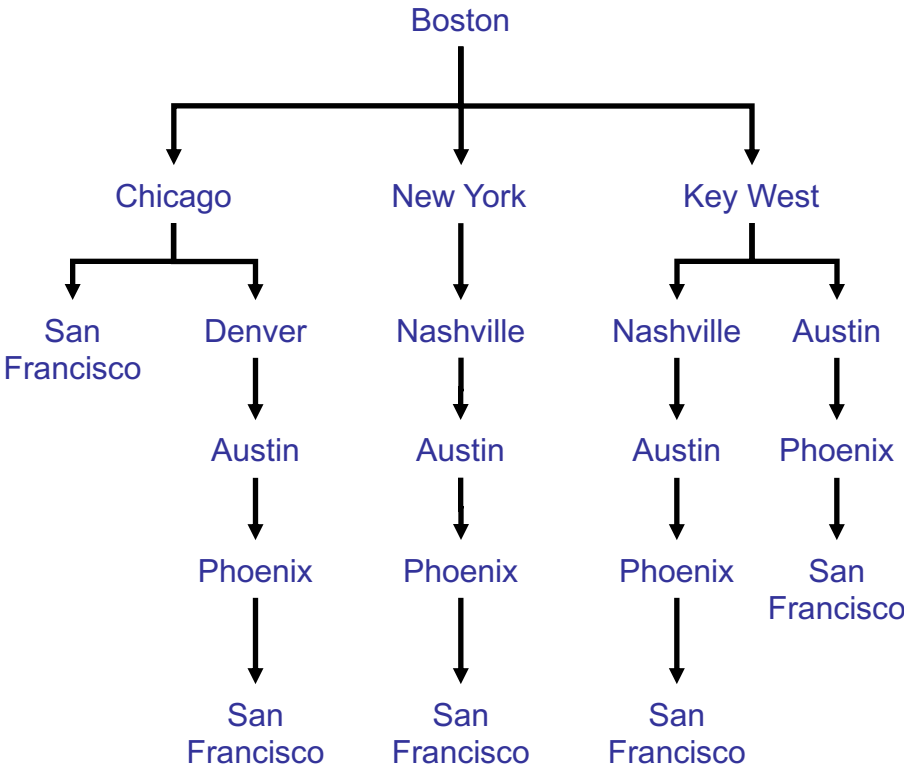 Boston
Chicago
New York
Key West
San
Francisco
Denver
Nashville
Nashville
Austin
Austin
Austin
Austin
Phoenix
Phoenix
Phoenix
Phoenix
San
Francisco
San
Francisco
San
Francisco
San
Francisco